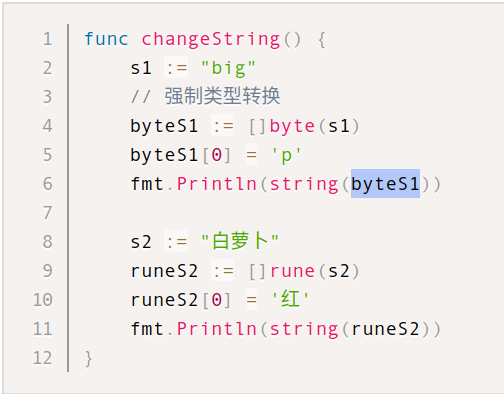 1 func changeString() {
2 s1 := "big"
3 // 强制类型转换
4 byteS1 := []byte(s1)
5 byteS1[0] = 'p'
6 fmt.Println(string(byteS1))
7
8 s2 := "白萝卜"
9 runeS2 := []rune(s2)
10 runeS2[0] = '红'
11 fmt.Println(string(runeS2))
12 }